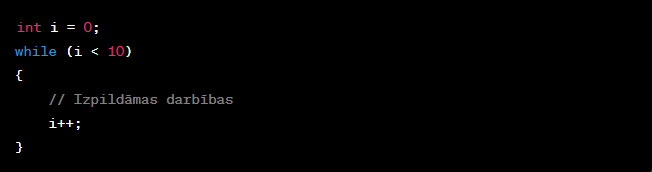 int i = 0;
while (i < 10)
{
    // Izpildāmas darbības
    i++;
}